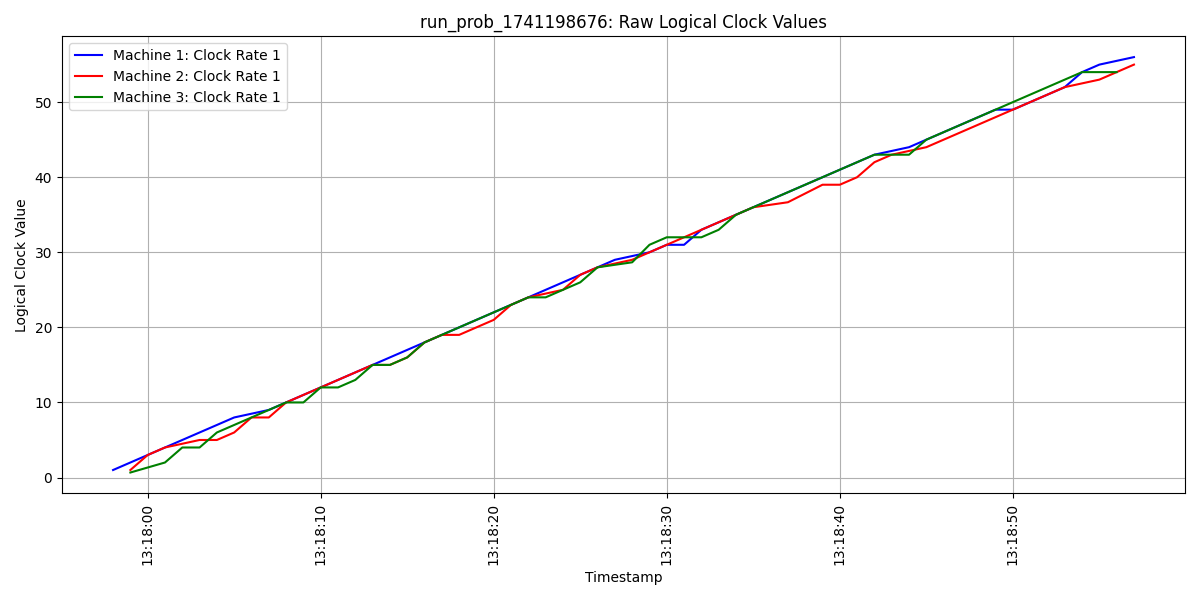 run_prob_1741198676: Raw Logical Clock Values
Machine 1: Clock Rate 1
Machine 2: Clock Rate 1
Machine 3: Clock Rate 1
Logical Clock Value
50
40
30
20
10
0
13:18:00
13:18:10
13:18:20
13:18:30
13:18:40
13:18:50
Timestamp